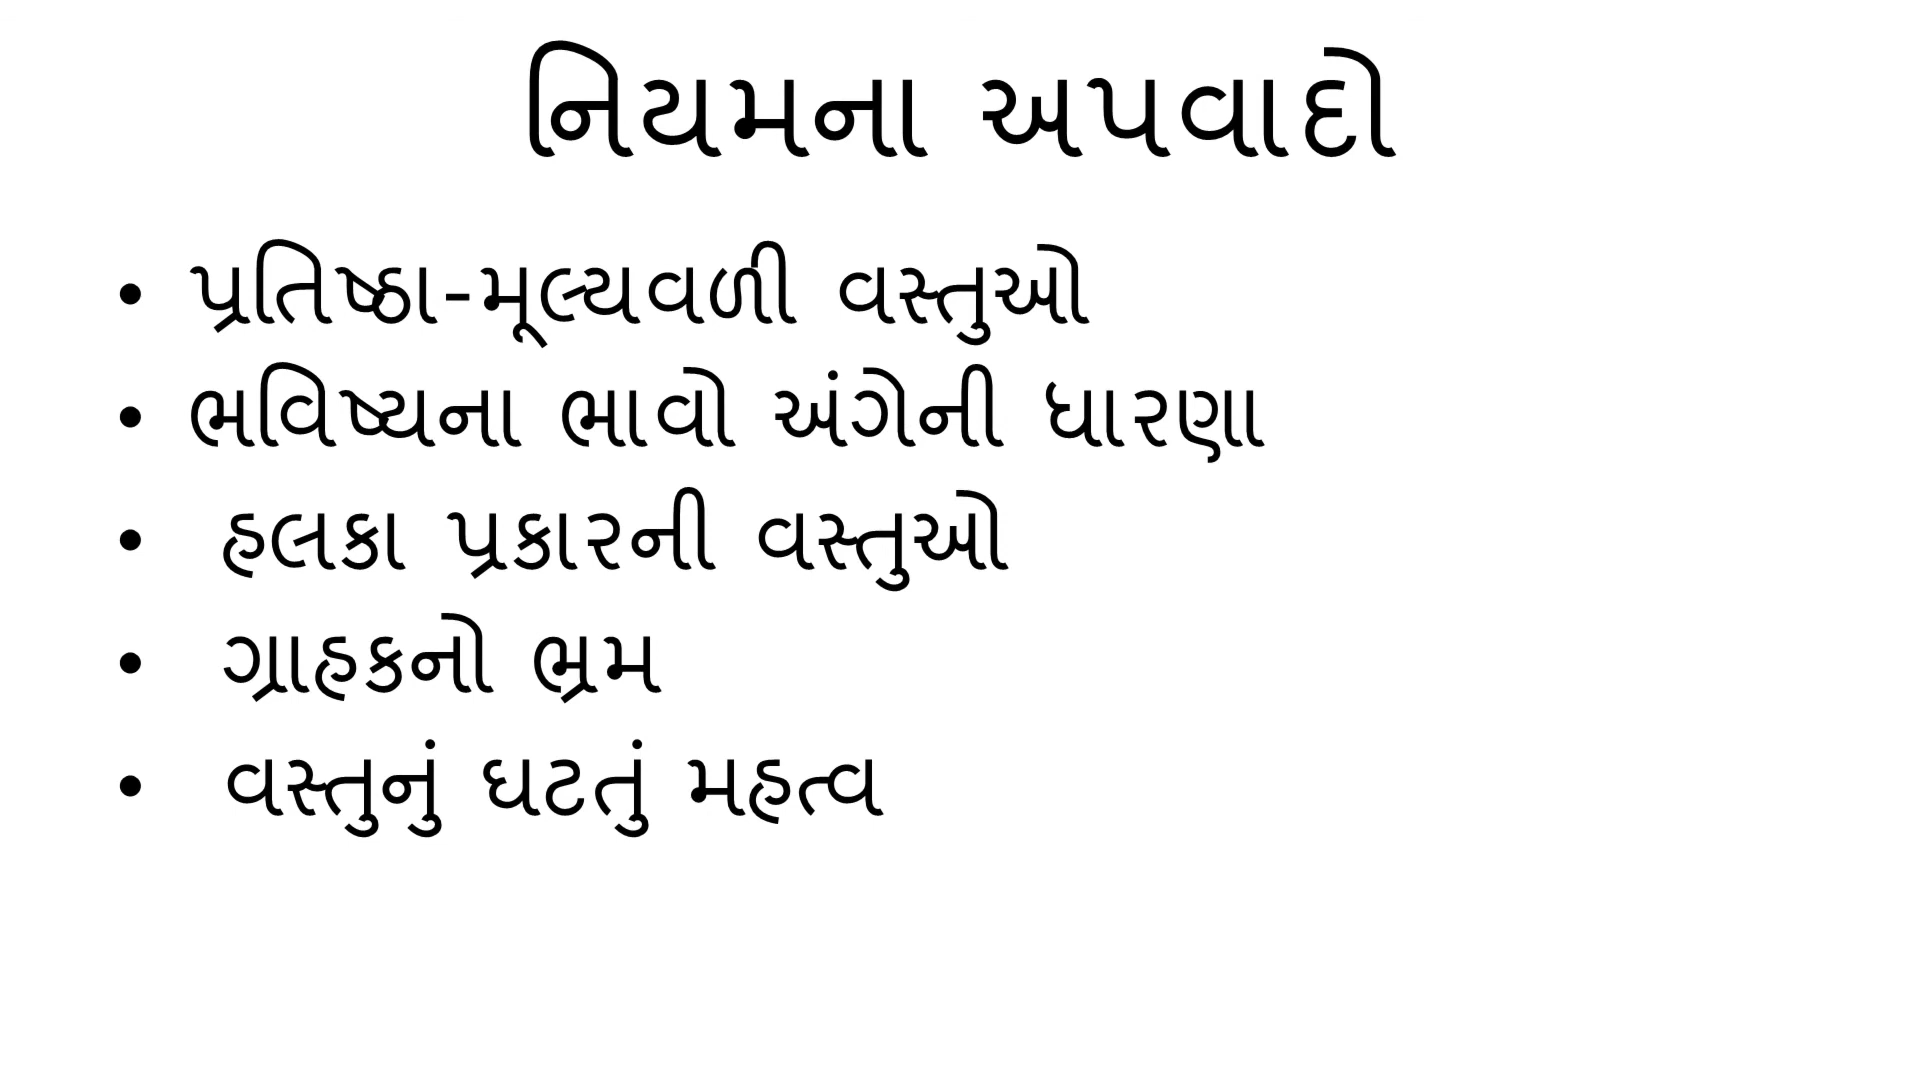 નિયમના અપવાદો
• પ્રતિષ્ઠા-મૂલ્યવળી વસ્તુઓ
• ભવિષ્યના ભાવો અંગેની ધારણા
• હલકા પ્રકારની વસ્તુઓ
• ગ્રાહકનો ભ્રમ
• વસ્તુનું ઘટતું મહત્વ